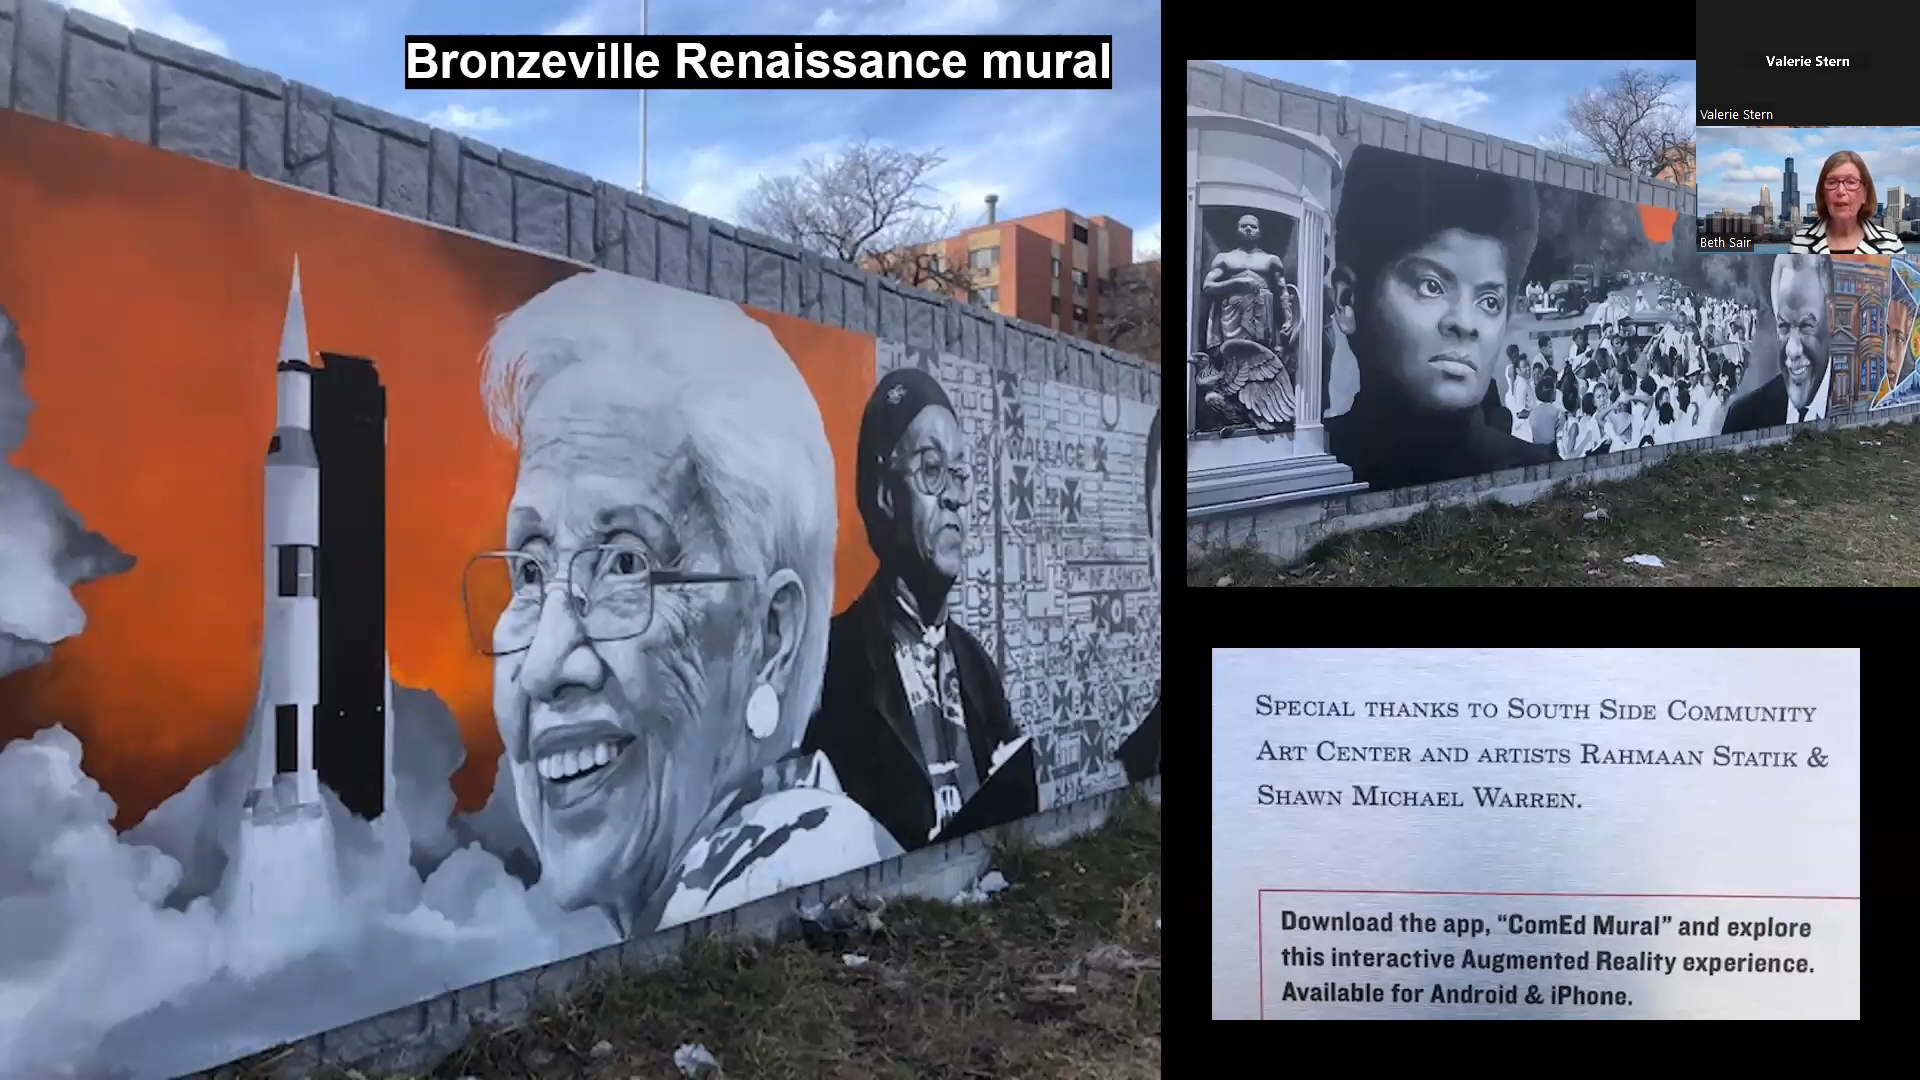 Bronzeville Renaissance mural
Valerie Stern
Valerie Stern
Beth Sair
WALLACE
SPECIAL THANKS TO SOUTH SIDE COMMUNITY
ART CENTER AND ARTISTS RAHMAAN STATIK &
SHAWN MICHAEL WARREN.
Download the app, “ComEd Mural” and explore
this interactive Augmented Reality experience.
Available for Android & iPhone.